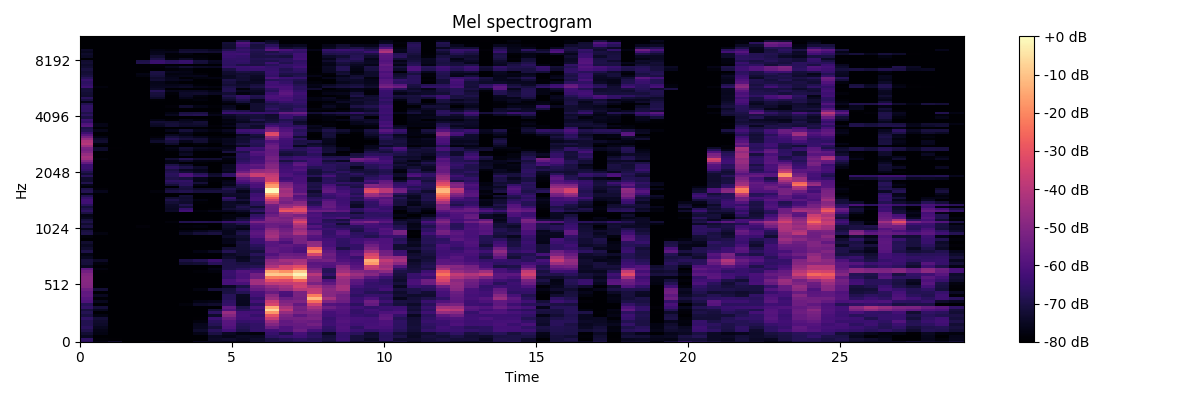 Mel spectrogram
8192
4096
2048
1024
512
0
Hz
0 5 10 15 20 25
Time
+0 dB
-10 dB
-20 dB
-30 dB
-40 dB
-50 dB
-60 dB
-70 dB
-80 dB